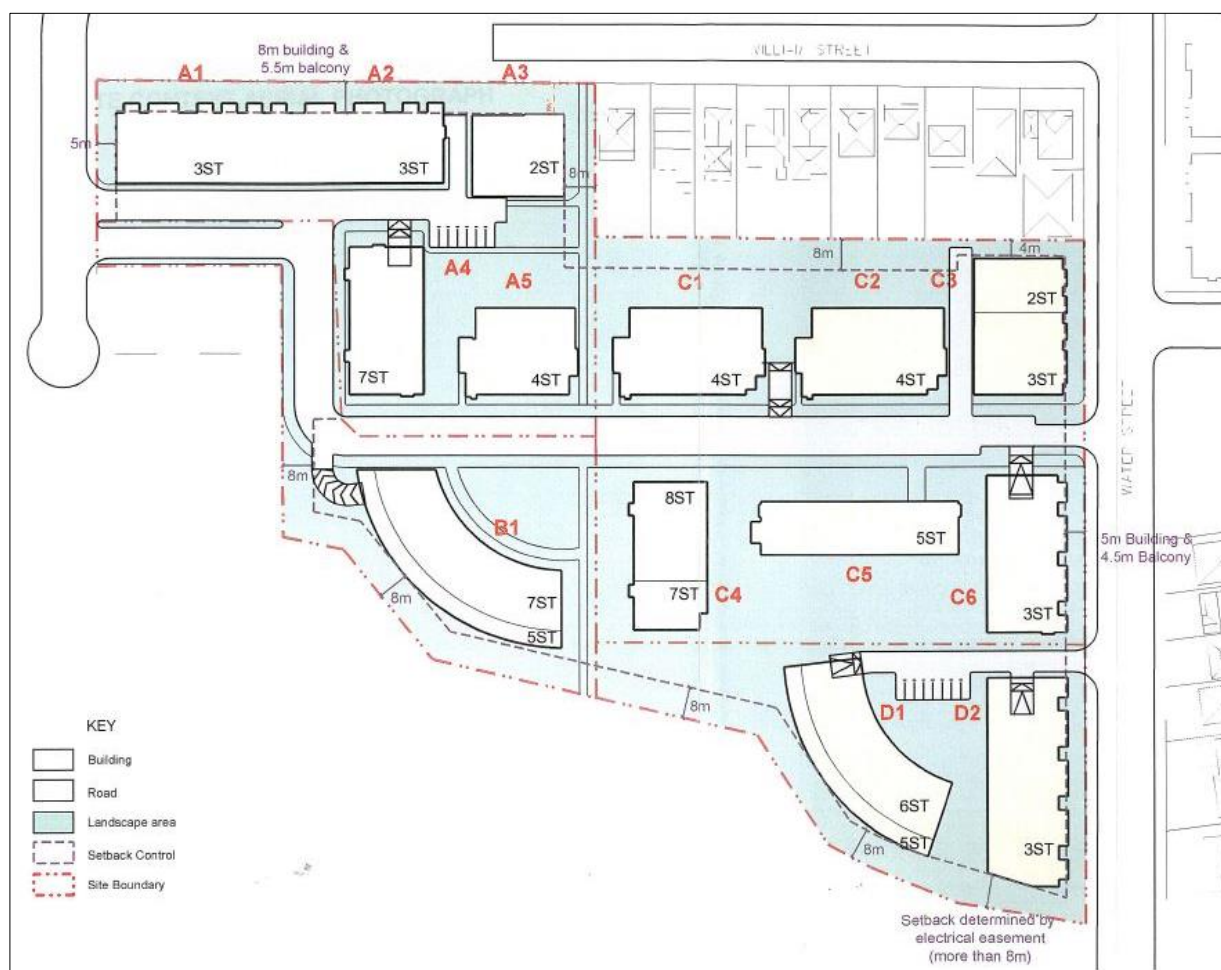 8m building &
5.5m balcony
A1
A2
A3
5m
3ST
3ST
2ST
8m
STREET
8m
4m
A4
A5
C1
C2
C3
2ST
7ST
4ST
4ST
4ST
3ST
WATER STREET
8m
B1
8ST
5ST
5m Building &
4.5m Balcony
C5
C4
C6
7ST
8m
7ST
3ST
5ST
8m
D1
D2
6ST
5ST
8m
3ST
Setback determined by
electrical easement
(more than 8m)
KEY
Building
Road
Landscape area
Setback Control
Site Boundary